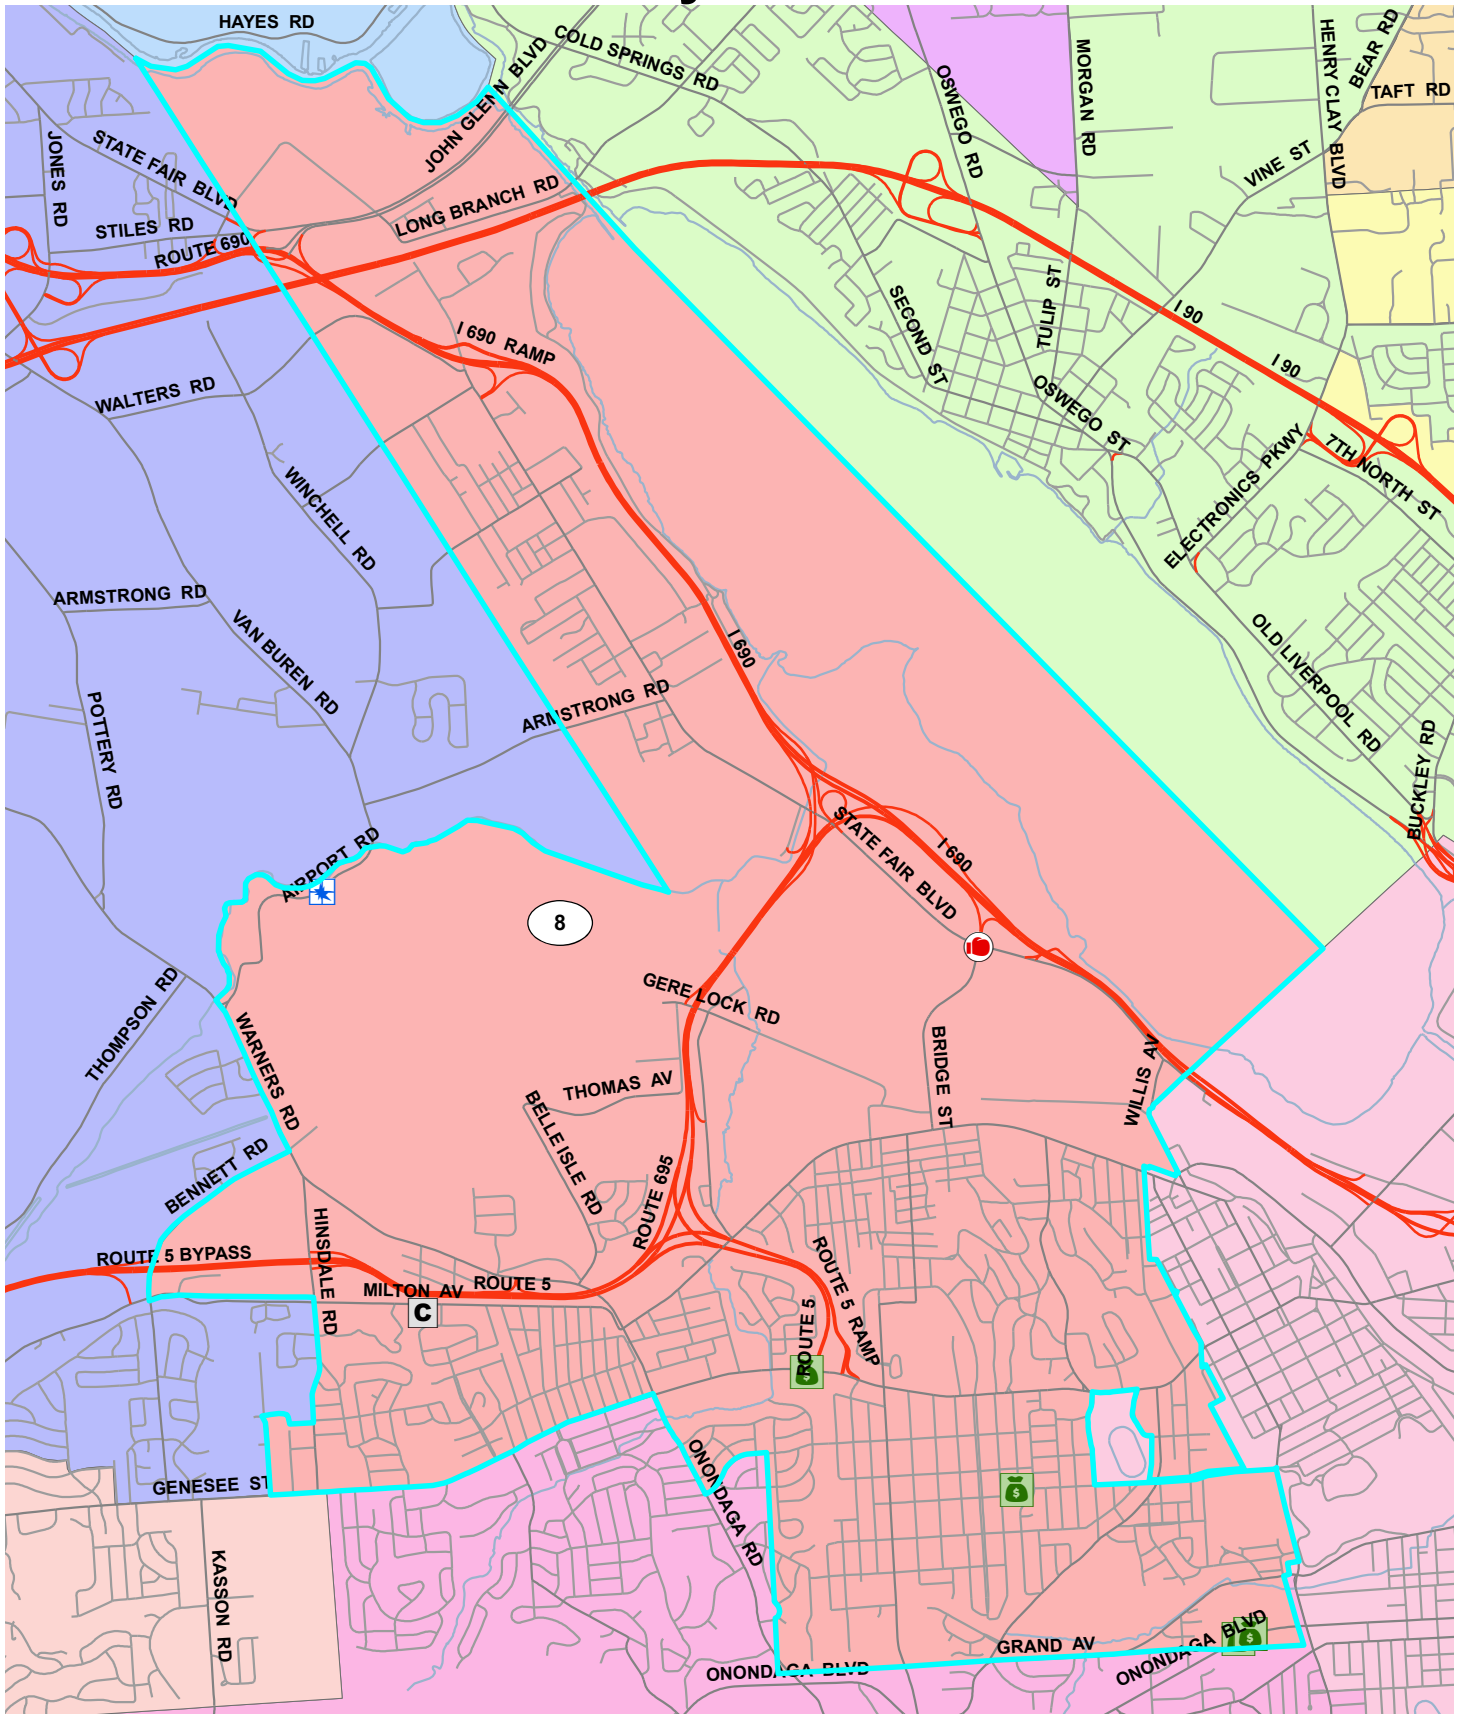 HAYES RD
COLD SPRINGS RD
JOHN GLENN BLVD
OSWEGO RD
MORGAN RD
HENRY CLAY BLVD
BEAR RD
TAFT RD
VINE ST
JONES RD
STATE FAIR BLVD
STILES RD
ROUTE 690
LONG BRANCH RD
I 690 RAMP
SECOND ST
TULIP ST
I 90
I 90
OSWEGO ST
WALTERS RD
WINCHELL RD
ELECTRONICS PKWY
7TH NORTH ST
ARMSTRONG RD
VAN BUREN RD
I 690
OLD LIVERPOOL RD
POTTERY RD
ARMSTRONG RD
BUCKLEY RD
AIRPORT RD
STATE FAIR BLVD
I 690
8
THOMPSON RD
GERE LOCK RD
WARNERS RD
BRIDGE ST
WILLIS AV
THOMAS AV
BELLE ISLE RD
BENNETT RD
ROUTE 695
HINSDALE RD
ROUTE 5 BYPASS
MILTON AV
ROUTE 5
C
ROUTE 5 RAMP
ROUTE 5
$
GENESEE ST
ONONDAGA RD
$
KASSON RD
GRAND AV
ONONDAGA BLVD
$
ONONDAGA BLVD